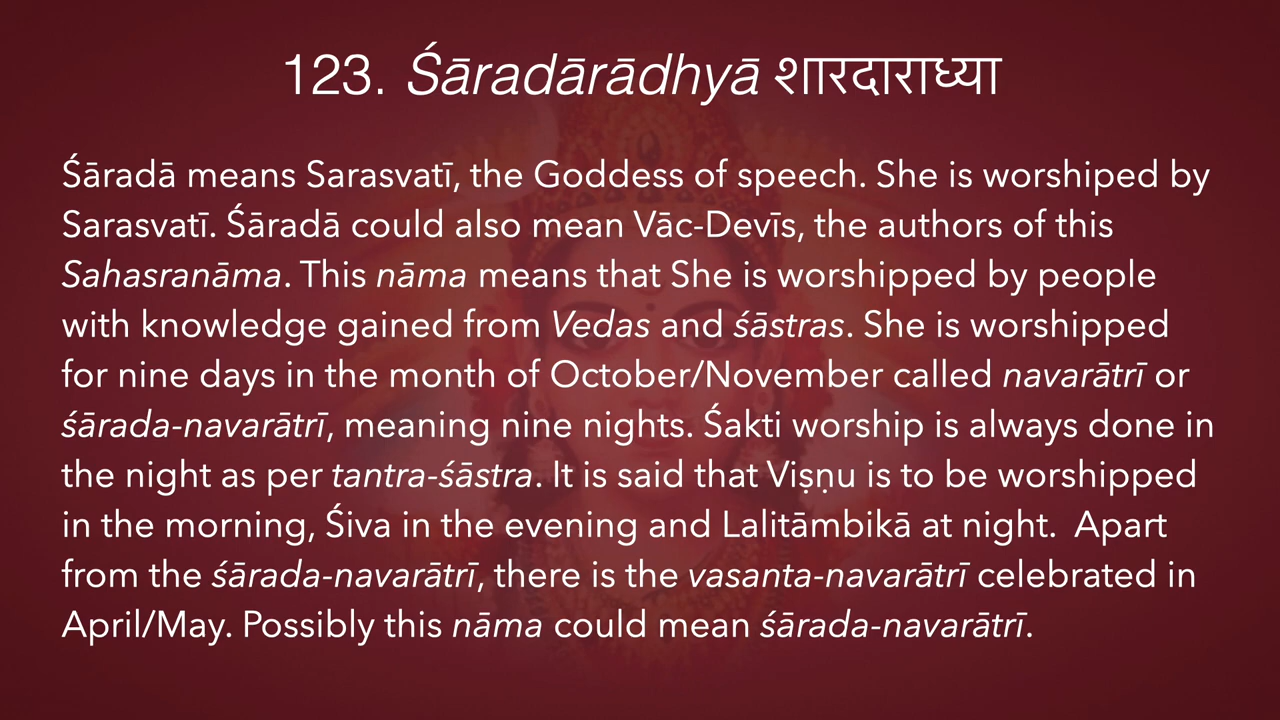 123. Śāradārādhyā शारदाराध्या
Śāradā means Sarasvatī, the Goddess of speech. She is worshiped by
Sarasvatī. Śāradā could also mean Vāc-Devīs, the authors of this
Sahasranāma. This nāma means that She is worshipped by people
with knowledge gained from Vedas and śāstras. She is worshipped
for nine days in the month of October/November called navarātrī or
śārada-navarātrī, meaning nine nights. Śakti worship is always done in
the night as per tantra-śāstra. It is said that Viṣṇu is to be worshipped
in the morning, Śiva in the evening and Lalitāmbikā at night.  Apart
from the śārada-navarātrī, there is the vasanta-navarātrī celebrated in
April/May. Possibly this nāma could mean śārada-navarātrī.